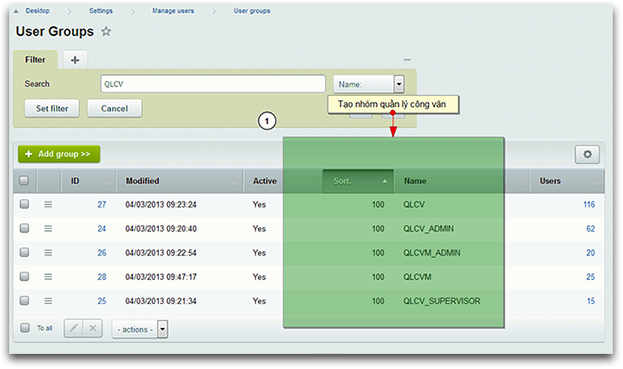 Desktop Settings Manage users User groups
User Groups
Filter
Search QLCV Name:
Set filter Cancel
Tạo nhóm quản lý công văn
1
Add group >>
ID Modified Active Sort. Name Users
27 04/03/2013 09:23:24 Yes 100 QLCV 116
24 04/03/2013 09:20:40 Yes 100 QLCV_ADMIN 62
26 04/03/2013 09:22:54 Yes 100 QLCVM_ADMIN 20
28 04/03/2013 09:47:17 Yes 100 QLCVM 25
25 04/03/2013 09:21:34 Yes 100 QLCV_SUPERVISOR 15
To all - actions -